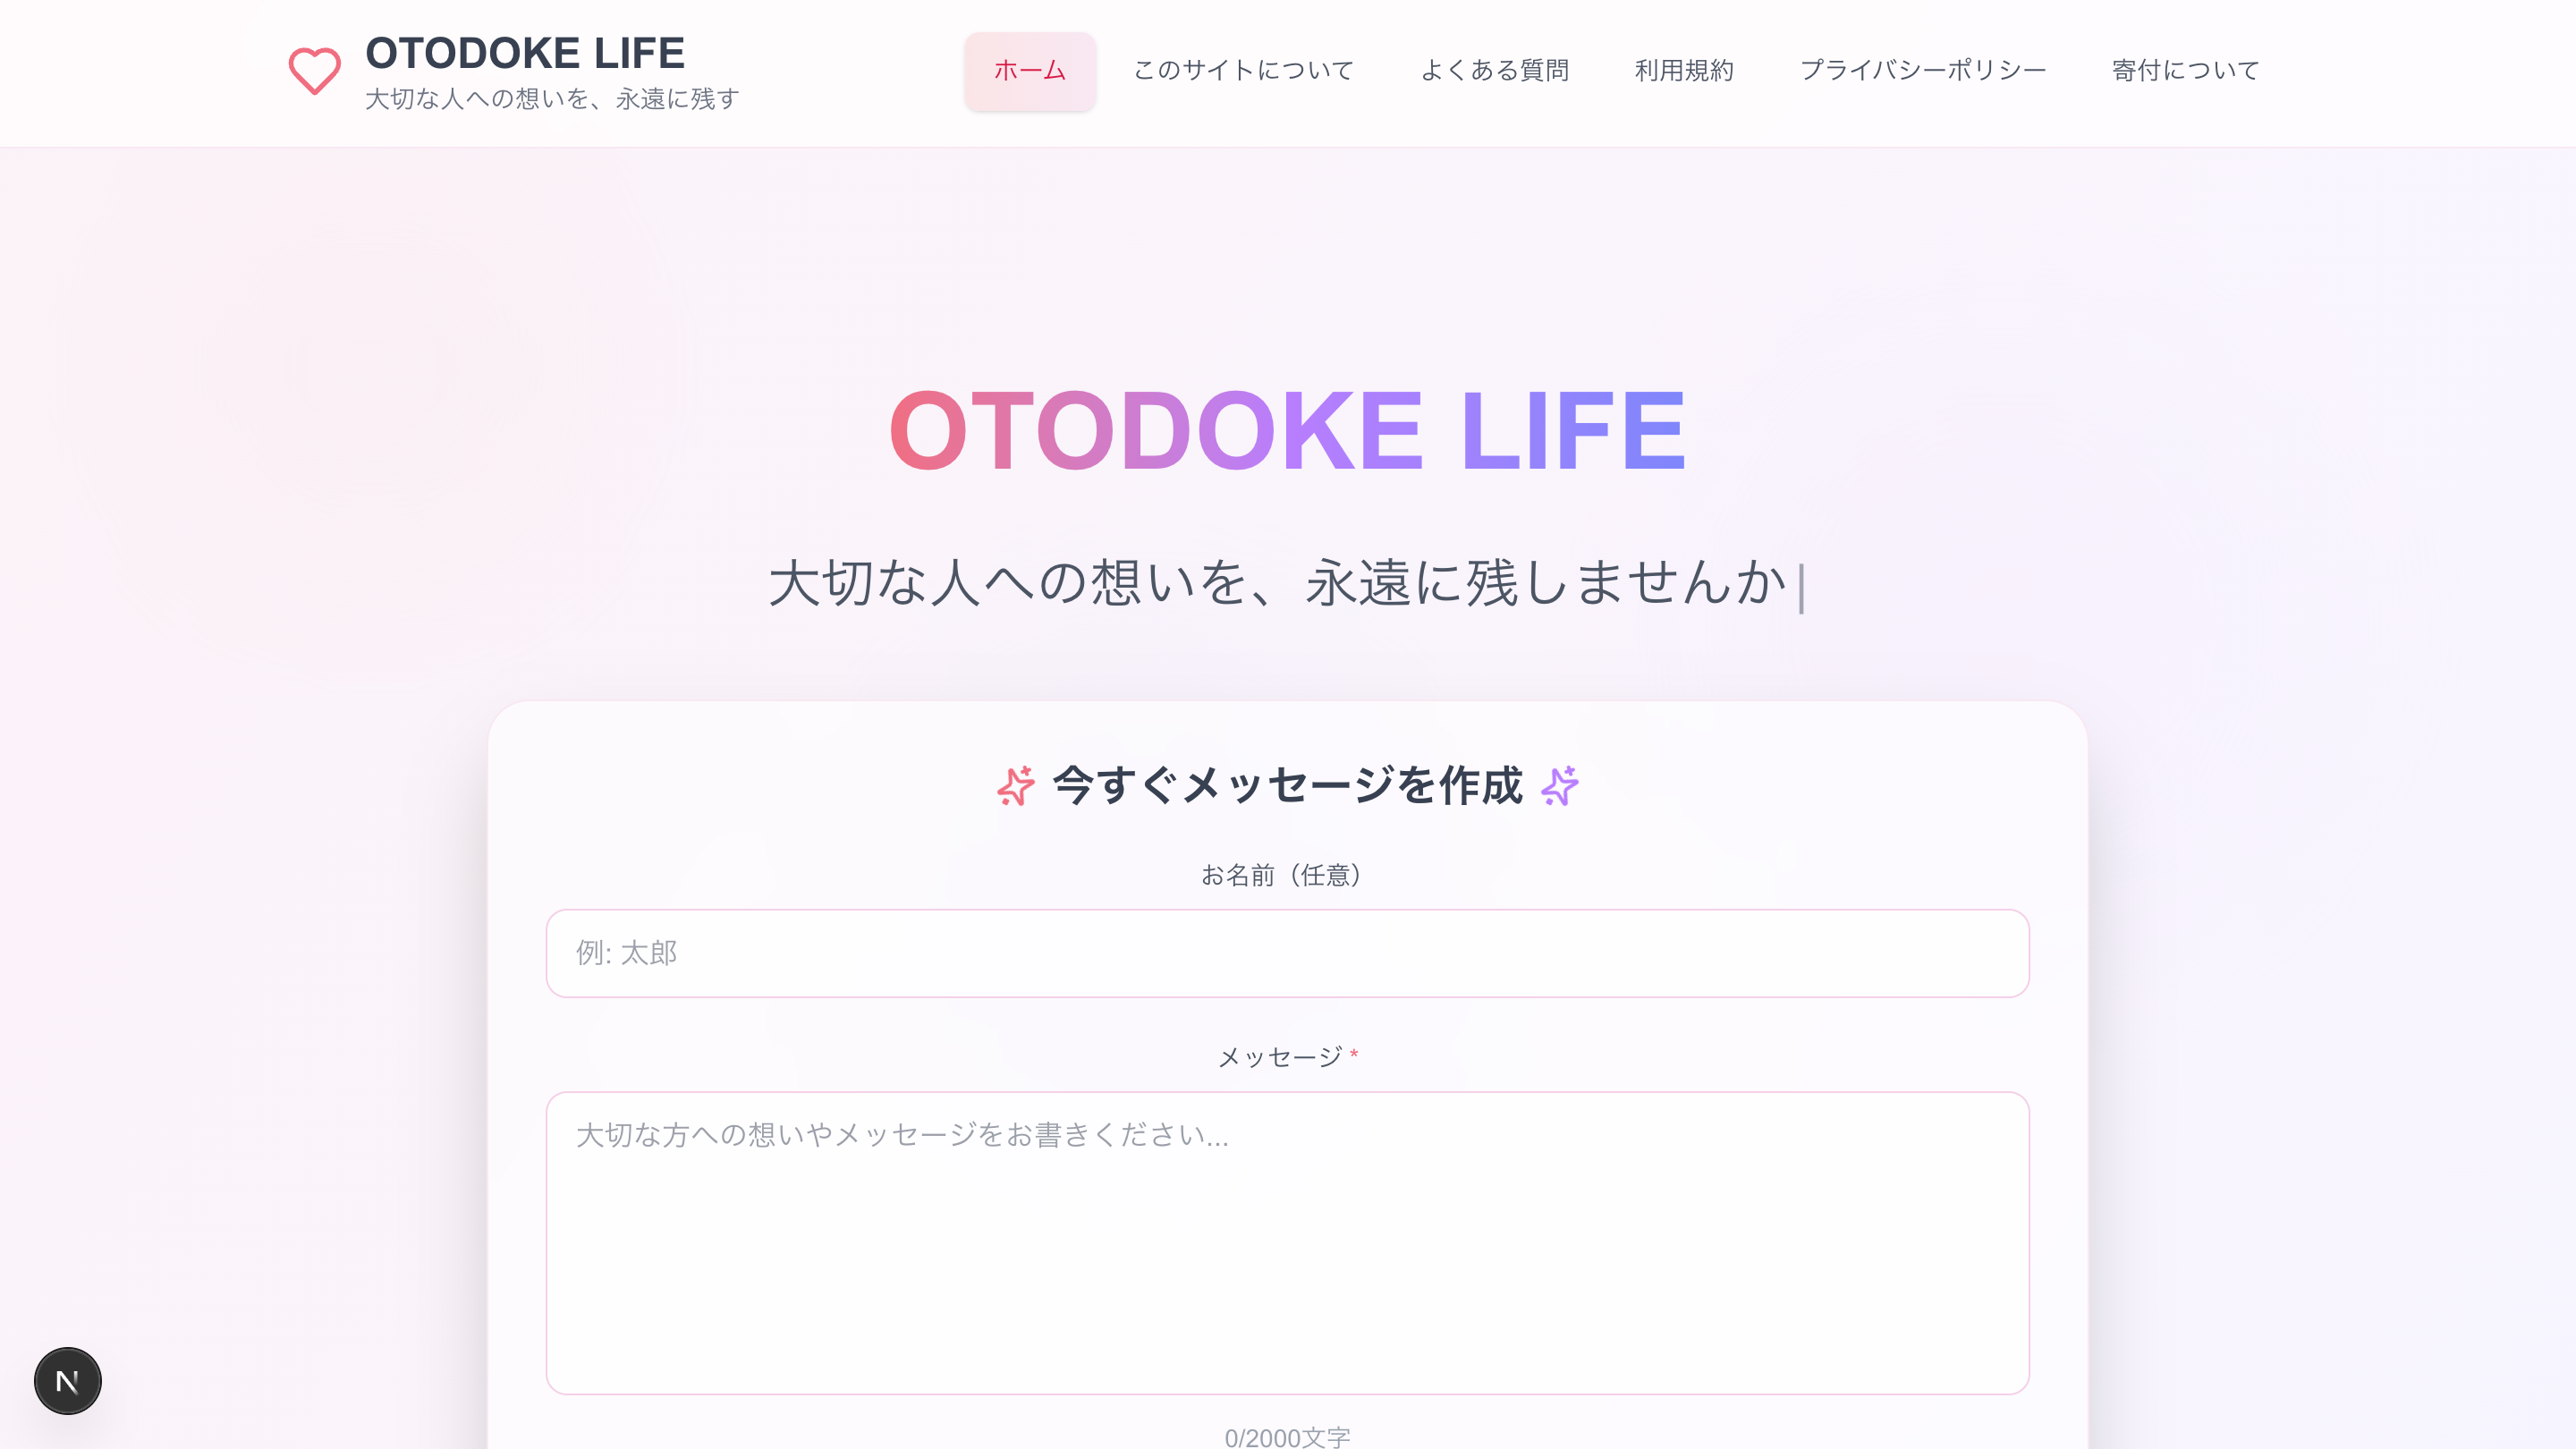 OTODOKE LIFE
大切な人への想いを、永遠に残す
ホーム
このサイトについて
よくある質問
利用規約
プライバシーポリシー
寄付について
OTODOKE LIFE
大切な人への想いを、永遠に残しませんか|
今すぐメッセージを作成
お名前（任意）
例: 太郎
メッセージ *
大切な方への想いやメッセージをお書きください...
0/2000文字
N